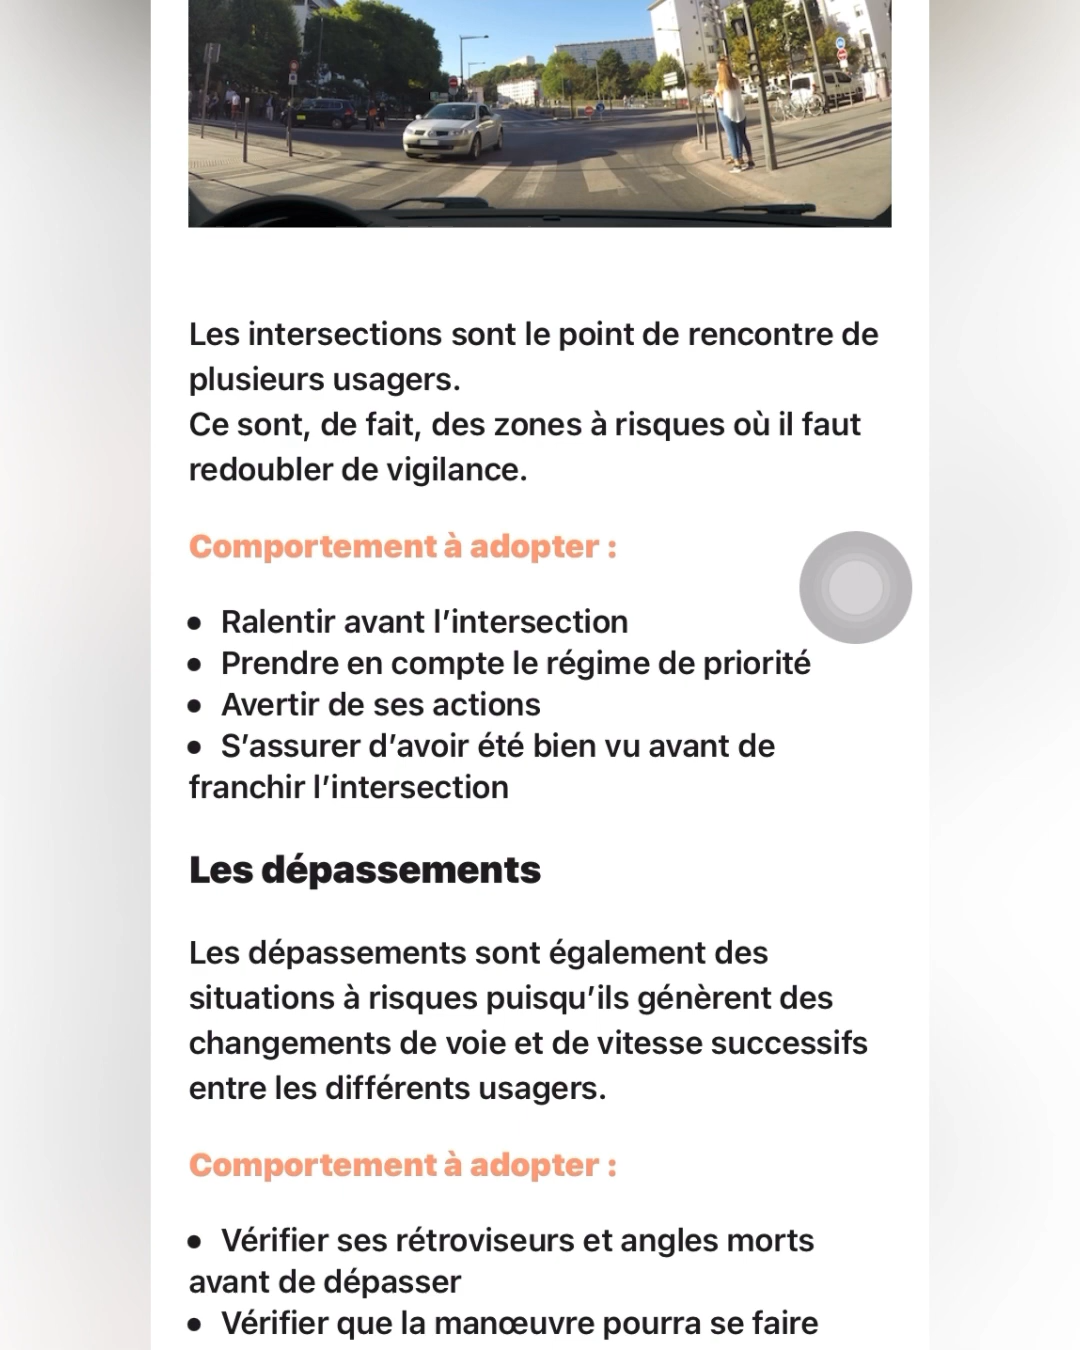 Les intersections sont le point de rencontre de
plusieurs usagers.
Ce sont, de fait, des zones à risques où il faut
redoubler de vigilance.
Comportement à adopter :
• Ralentir avant l’intersection
• Prendre en compte le régime de priorité
• Avertir de ses actions
• S’assurer d’avoir été bien vu avant de
franchir l’intersection
Les dépassements
Les dépassements sont également des
situations à risques puisqu’ils génèrent des
changements de voie et de vitesse successifs
entre les différents usagers.
Comportement à adopter :
• Vérifier ses rétroviseurs et angles morts
avant de dépasser
• Vérifier que la manœuvre pourra se faire